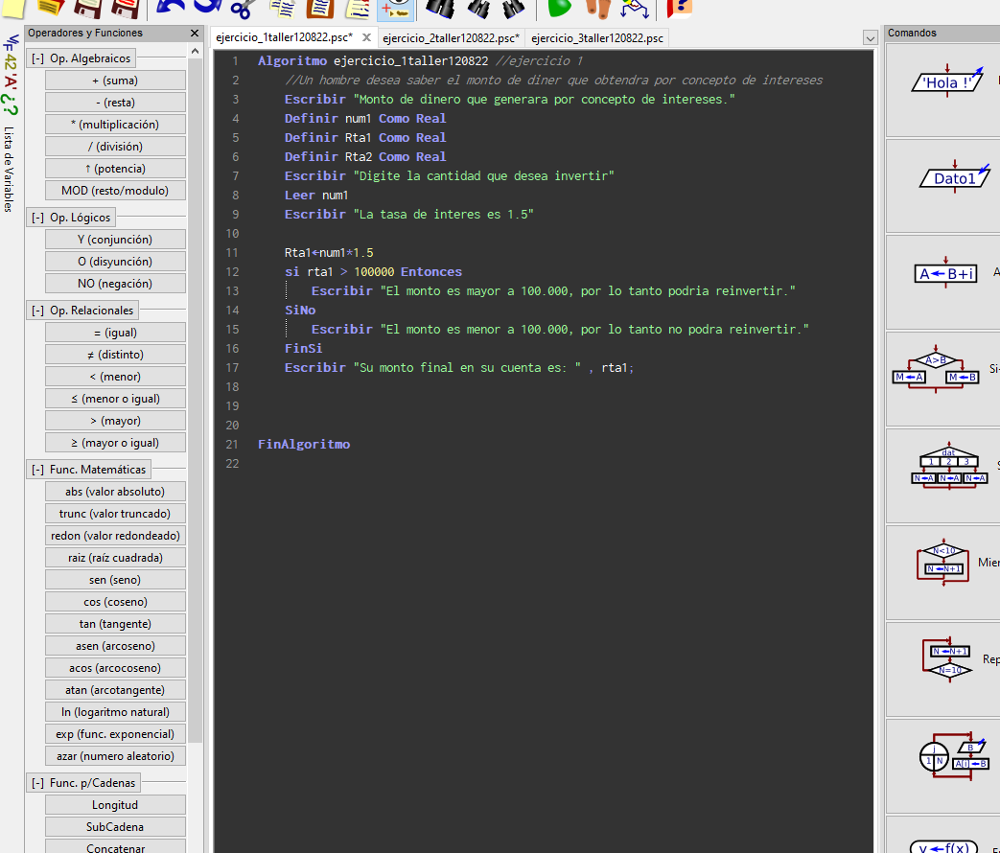 Operadores y Funciones
[-] Op. Algebraicos
+ (suma)
- (resta)
* (multiplicación)
/ (división)
↑ (potencia)
MOD (resto/modulo)
[-] Op. Lógicos
Y (conjunción)
O (disyunción)
NO (negación)
[-] Op. Relacionales
= (igual)
≠ (distinto)
< (menor)
≤ (menor o igual)
> (mayor)
≥ (mayor o igual)
[-] Func. Matemáticas
abs (valor absoluto)
trunc (valor truncado)
redon (valor redondeado)
raiz (raíz cuadrada)
sen (seno)
cos (coseno)
tan (tangente)
asen (arcoseno)
acos (arcocoseno)
atan (arcotangente)
ln (logaritmo natural)
exp (func. exponencial)
azar (numero aleatorio)
[-] Func. p/Cadenas
Longitud
SubCadena
Concatenar
42
'A'
¿?
Lista de Variables
ejercicio_1taller120822.psc*
ejercicio_2taller120822.psc*
ejercicio_3taller120822.psc
1 Algoritmo ejercicio_1taller120822 //ejercicio 1
2 //Un hombre desea saber el monto de diner que obtendra por concepto de intereses
3 Escribir "Monto de dinero que generara por concepto de intereses."
4 Definir num1 Como Real
5 Definir Rta1 Como Real
6 Definir Rta2 Como Real
7 Escribir "Digite la cantidad que desea invertir"
8 Leer num1
9 Escribir "La tasa de interes es 1.5"
10
11 Rta1←num1*1.5
12 si rta1 > 100000 Entonces
13 Escribir "El monto es mayor a 100.000, por lo tanto podria reinvertir."
14 SiNo
15 Escribir "El monto es menor a 100.000, por lo tanto no podra reinvertir."
16 FinSi
17 Escribir "Su monto final en su cuenta es: " , rta1;
18
19
20
21 FinAlgoritmo
22
Comandos
'Hola !'
Dato1
A←B+i
A>B
M←A
M←B
dat
1 2 3
N←A N←A N←A
N<10
N←N+1
N←N+1
N=10
i
1 N
B
A[i]←B
y←f(x)